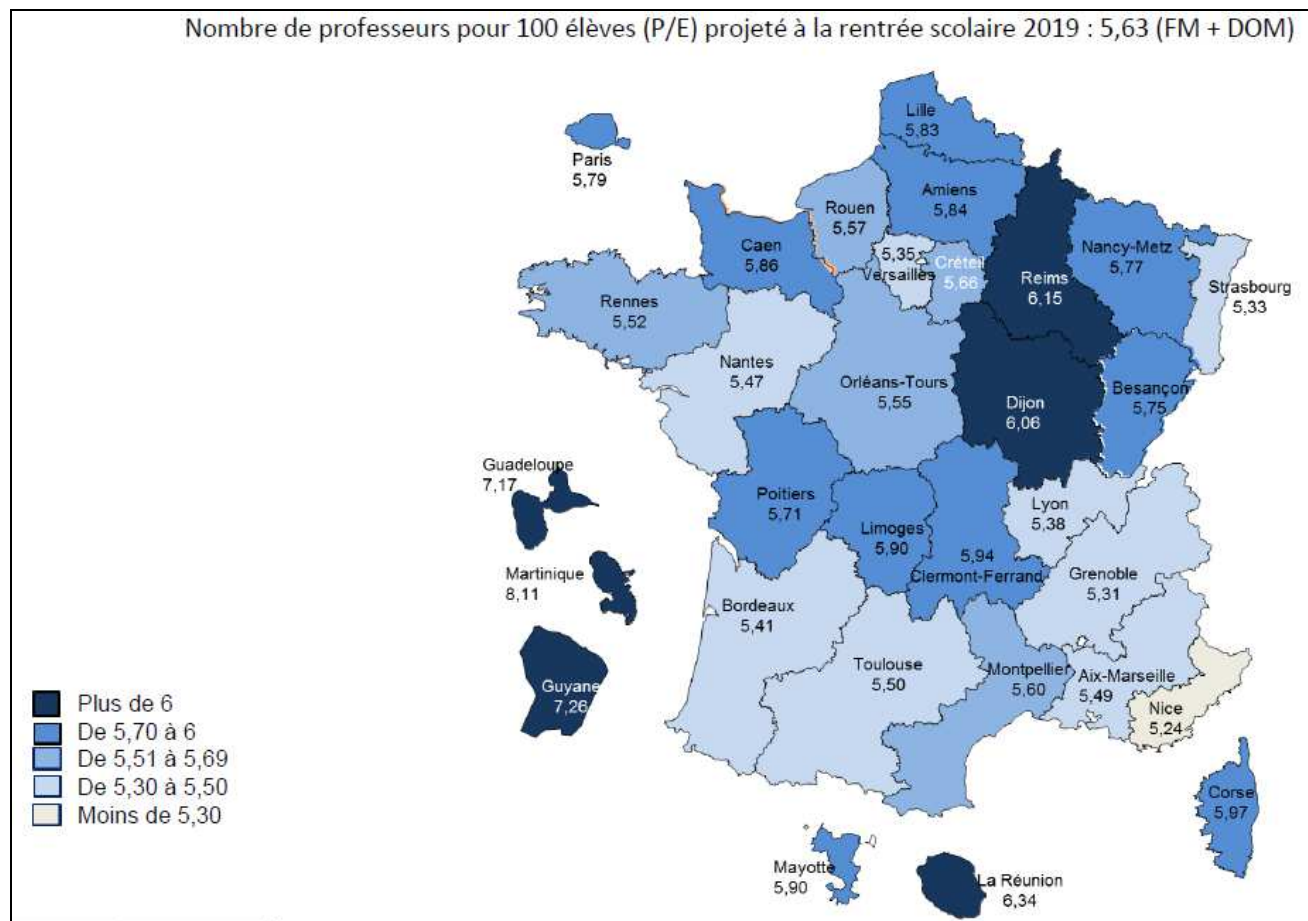 Nombre de professeurs pour 100 élèves (P/E) projeté à la rentrée scolaire 2019 : 5,63 (FM + DOM)
Lille
5,83
Paris
5,79
Amiens
5,84
Rouen
5,57
Caen
5,86
5,35
Versailles
Créteil
5,66
Reims
6,15
Nancy-Metz
5,77
Strasbourg
5,33
Rennes
5,52
Nantes
5,47
Orléans-Tours
5,55
Dijon
6,06
Besançon
5,75
Guadeloupe
7,17
Poitiers
5,71
Limoges
5,90
5,94
Clermont-Ferrand
Lyon
5,38
Grenoble
5,31
Martinique
8,11
Bordeaux
5,41
Toulouse
5,50
Montpellier
5,60
Aix-Marseille
5,49
Nice
5,24
Guyane
7,26
Corse
5,97
Mayotte
5,90
La Réunion
6,34
Plus de 6
De 5,70 à 6
De 5,51 à 5,69
De 5,30 à 5,50
Moins de 5,30